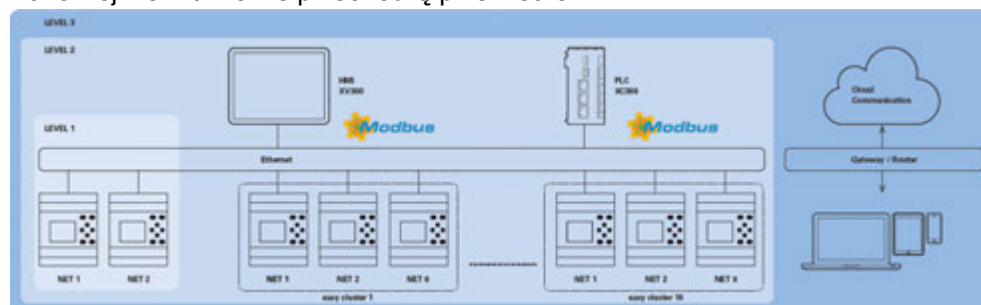 LEVEL 3
LEVEL 2
HMS
XV300
PLC
XC300
Cloud
Communication
Modbus
Modbus
LEVEL 1
Ethernet
Gateway / Router
NET 1
NET 2
NET 1
NET 2
NET 8
NET 1
NET 2
NET 8
easy cluster 1
easy cluster 10